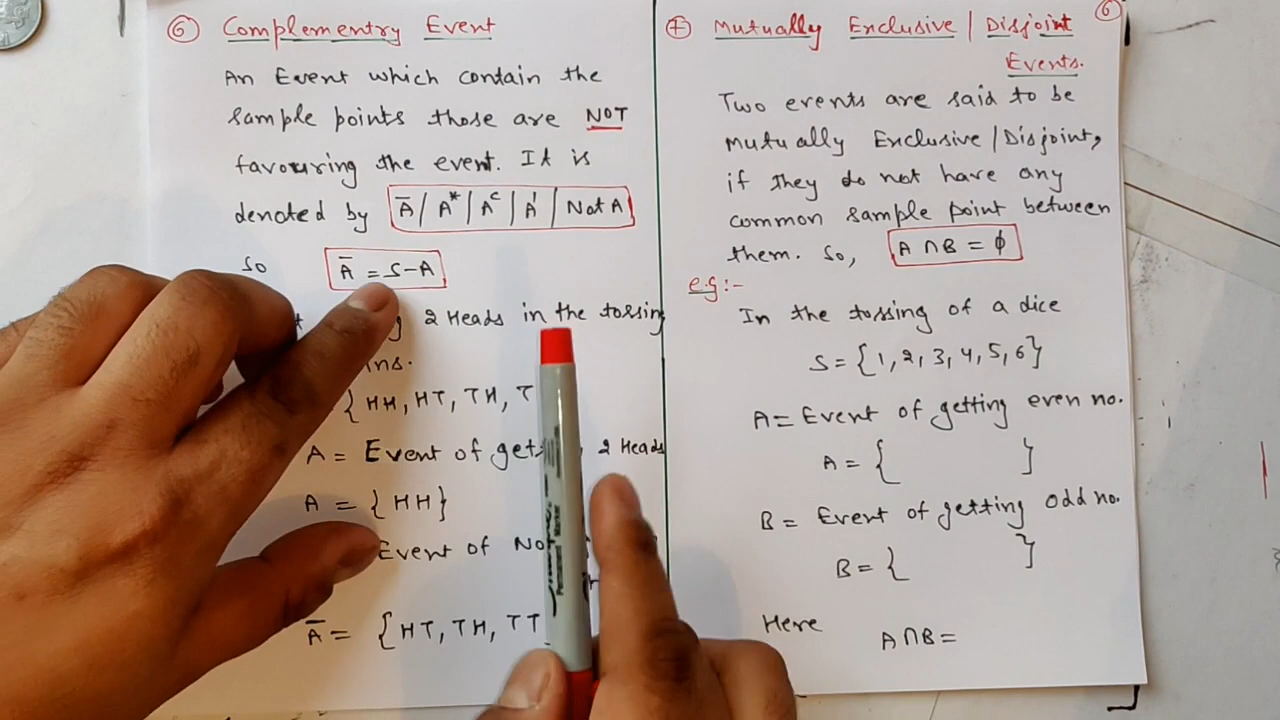 6 Complementry Event
An Event which contain the
sample points those are NOT
favouring the event. It is
denoted by Ā / A* / Aᶜ / A' / Not A
so Ā = S-A
2 Heads in the tossing
{HH, HT, TH, T
A = Event of 2 Heads
A = {HH}
Event of
Ā = {HT, TH, TT
7 Mutually Exclusive / Disjoint
Events.
6
Two events are said to be
Mutually Exclusive / Disjoint,
if they do not have any
common sample point between
them. So, A ∩ B = ϕ
e.g:-
In the tossing of a dice
S = {1, 2, 3, 4, 5, 6}
A = Event of getting even no.
A = { }
B = Event of getting odd no.
B = { }
Here A ∩ B =
Permanent Marker